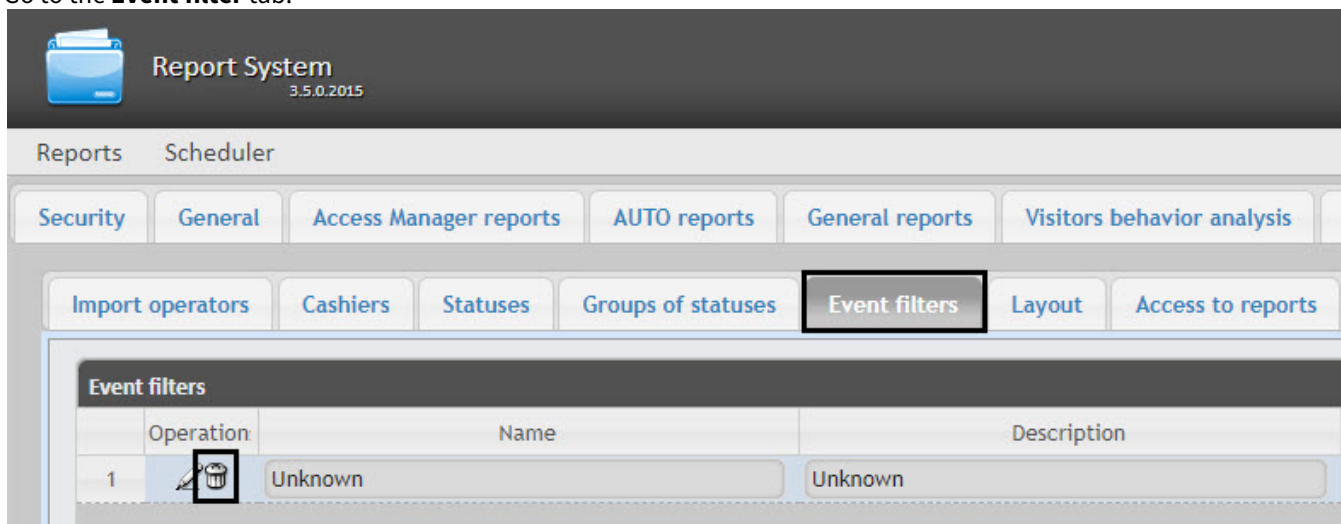 Go to the Event filter tab.
Report System
3.5.0.2015
Reports Scheduler
Security General Access Manager reports AUTO reports General reports Visitors behavior analysis
Import operators Cashiers Statuses Groups of statuses Event filters Layout Access to reports
Event filters
Operation Name Description
1 Unknown Unknown